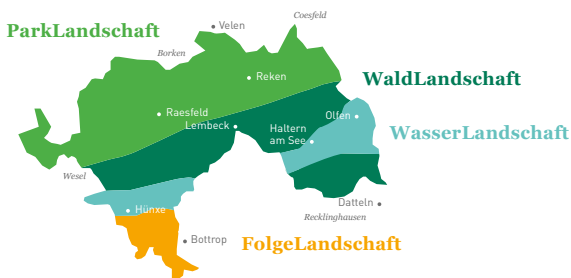 Coesfeld
Velen
ParkLandschaft
Borken
Reken
WaldLandschaft
Raesfeld
Lembeck
Olfen
Haltern
am See
WasserLandschaft
Wesel
Datteln
Hünxe
Recklinghausen
Bottrop
FolgeLandschaft